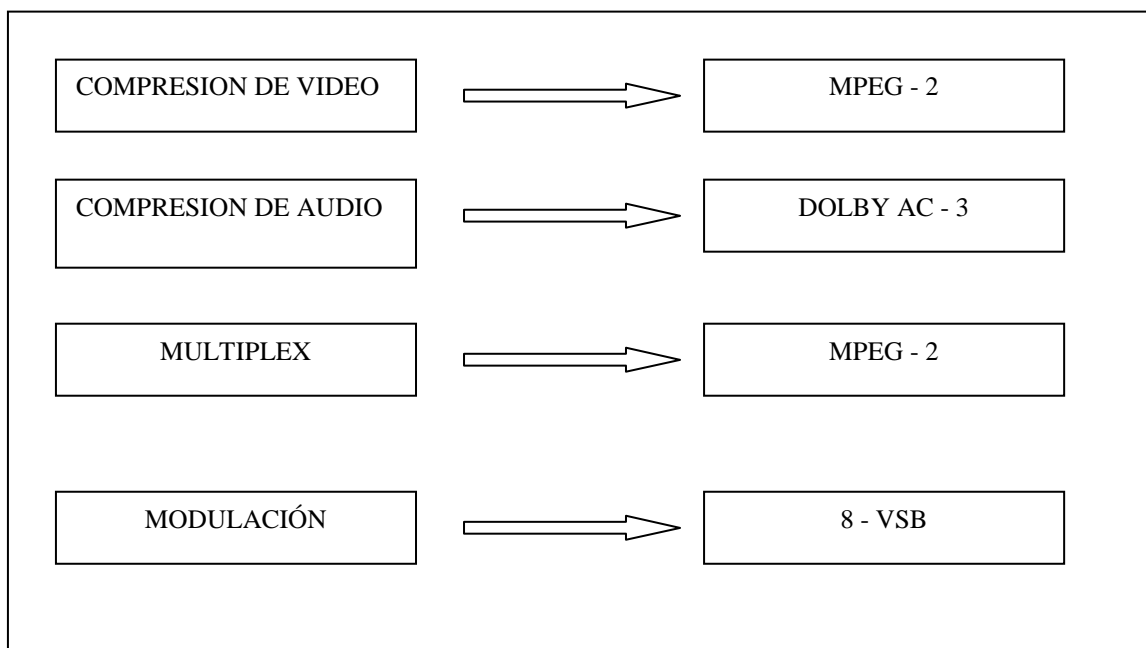 COMPRESION DE VIDEO
MPEG - 2
COMPRESION DE AUDIO
DOLBY AC - 3
MULTIPLEX
MPEG - 2
MODULACIÓN
8 - VSB